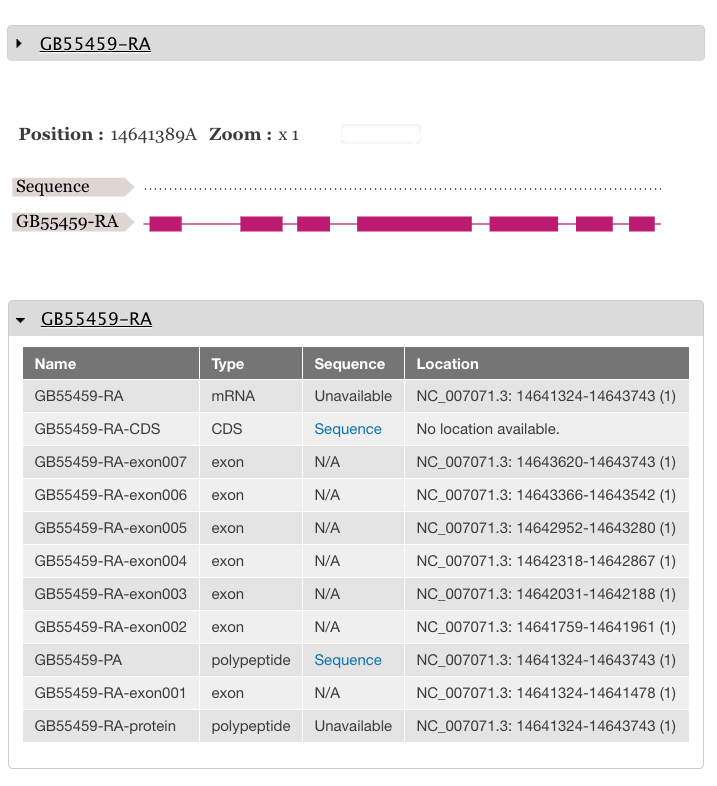 GB55459-RA
Position : 14641389A Zoom : x 1
Sequence
GB55459-RA
GB55459-RA
Name Type Sequence Location
GB55459-RA mRNA Unavailable NC_007071.3: 14641324-14643743 (1)
GB55459-RA-CDS CDS Sequence No location available.
GB55459-RA-exon007 exon N/A NC_007071.3: 14643620-14643743 (1)
GB55459-RA-exon006 exon N/A NC_007071.3: 14643366-14643542 (1)
GB55459-RA-exon005 exon N/A NC_007071.3: 14642952-14643280 (1)
GB55459-RA-exon004 exon N/A NC_007071.3: 14642318-14642867 (1)
GB55459-RA-exon003 exon N/A NC_007071.3: 14642031-14642188 (1)
GB55459-RA-exon002 exon N/A NC_007071.3: 14641759-14641961 (1)
GB55459-PA polypeptide Sequence NC_007071.3: 14641324-14643743 (1)
GB55459-RA-exon001 exon N/A NC_007071.3: 14641324-14641478 (1)
GB55459-RA-protein polypeptide Unavailable NC_007071.3: 14641324-14643743 (1)